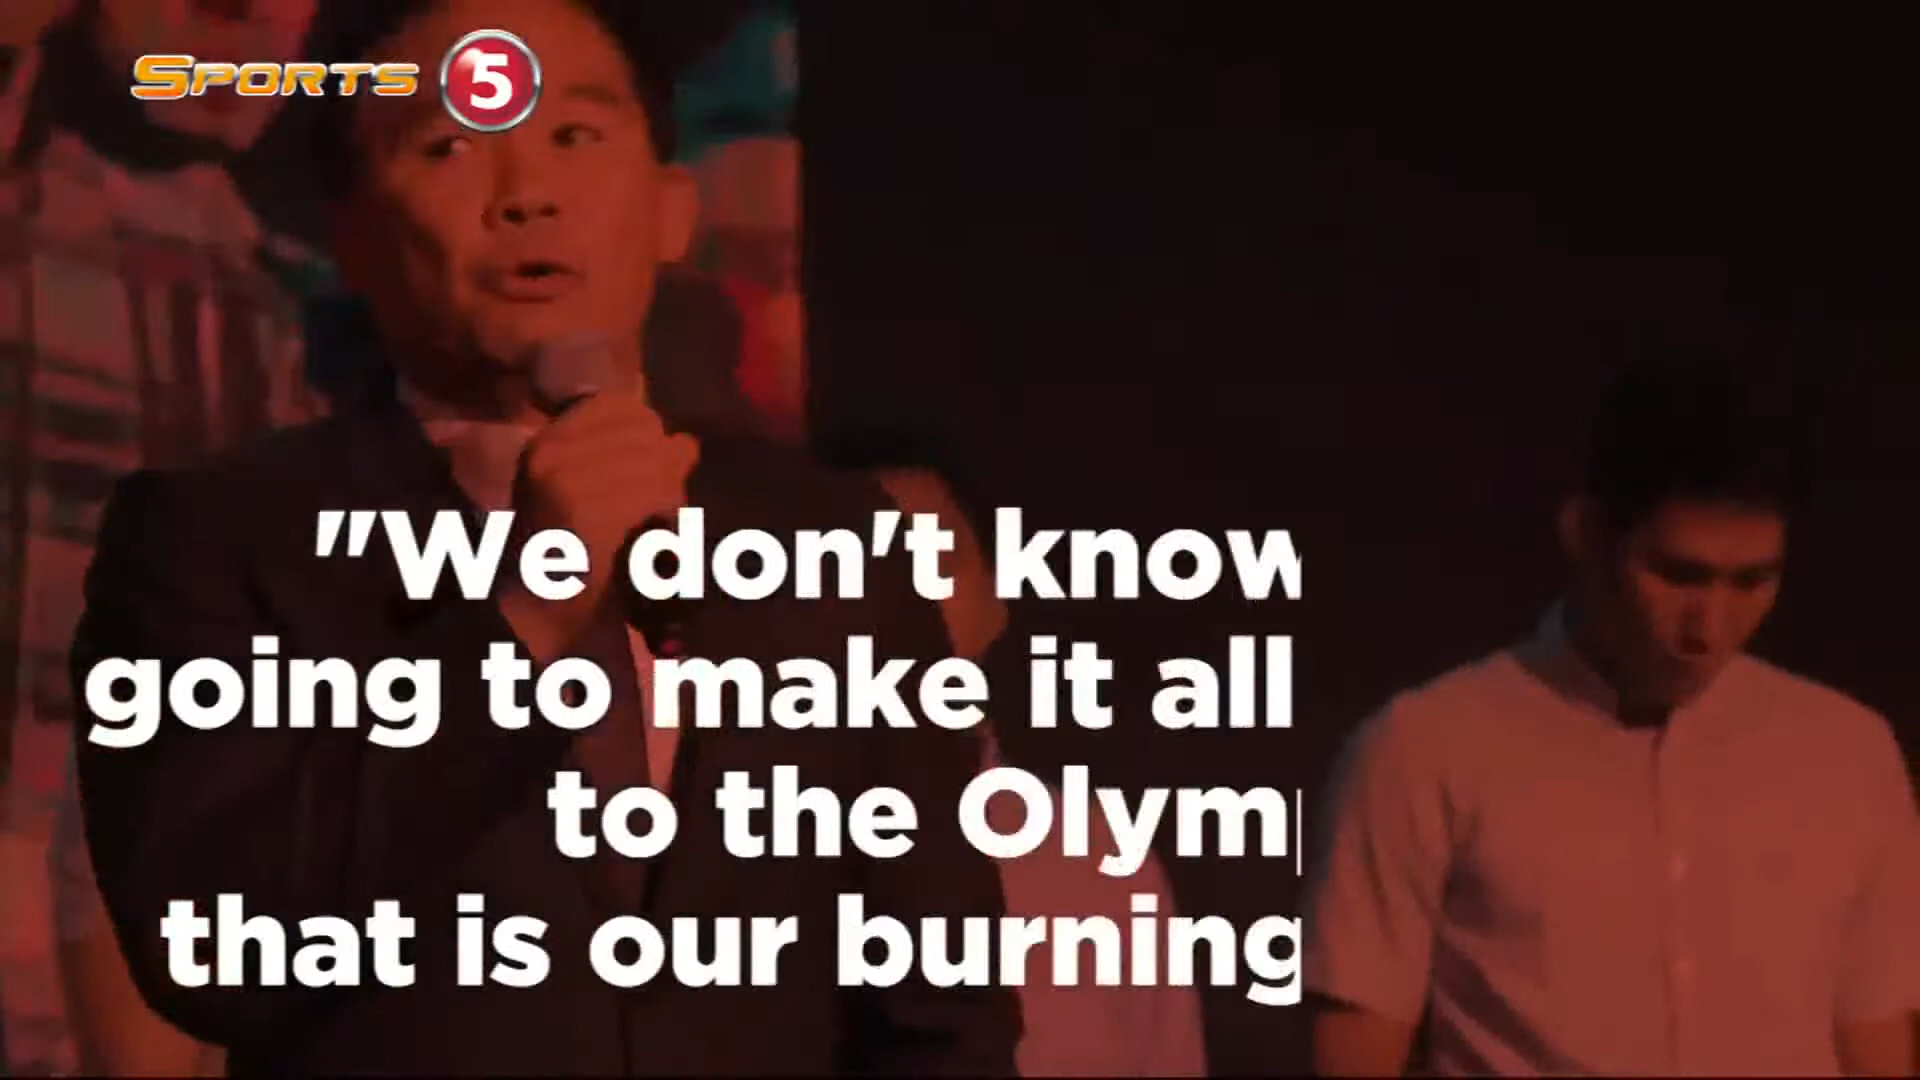 SPORTS 5
"We don't know
going to make it all
to the Olym
that is our burning